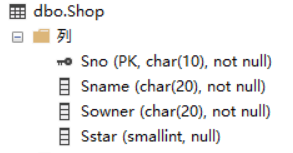 dbo.Shop
列
Sno (PK, char(10), not null)
Sname (char(20), not null)
Sowner (char(20), not null)
Sstar (smallint, null)